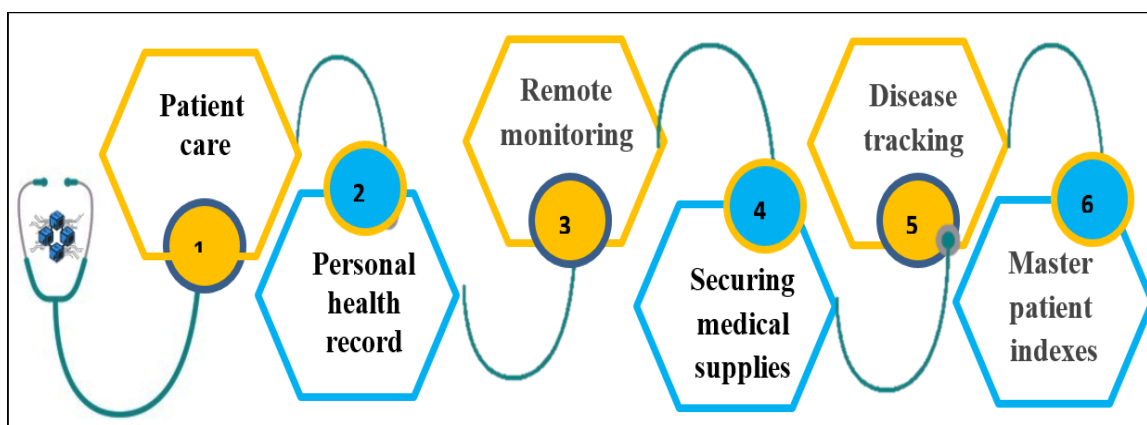 Patient
care
1
2
Personal
health
record
Remote
monitoring
3
4
Securing
medical
supplies
Disease
tracking
5
6
Master
patient
indexes